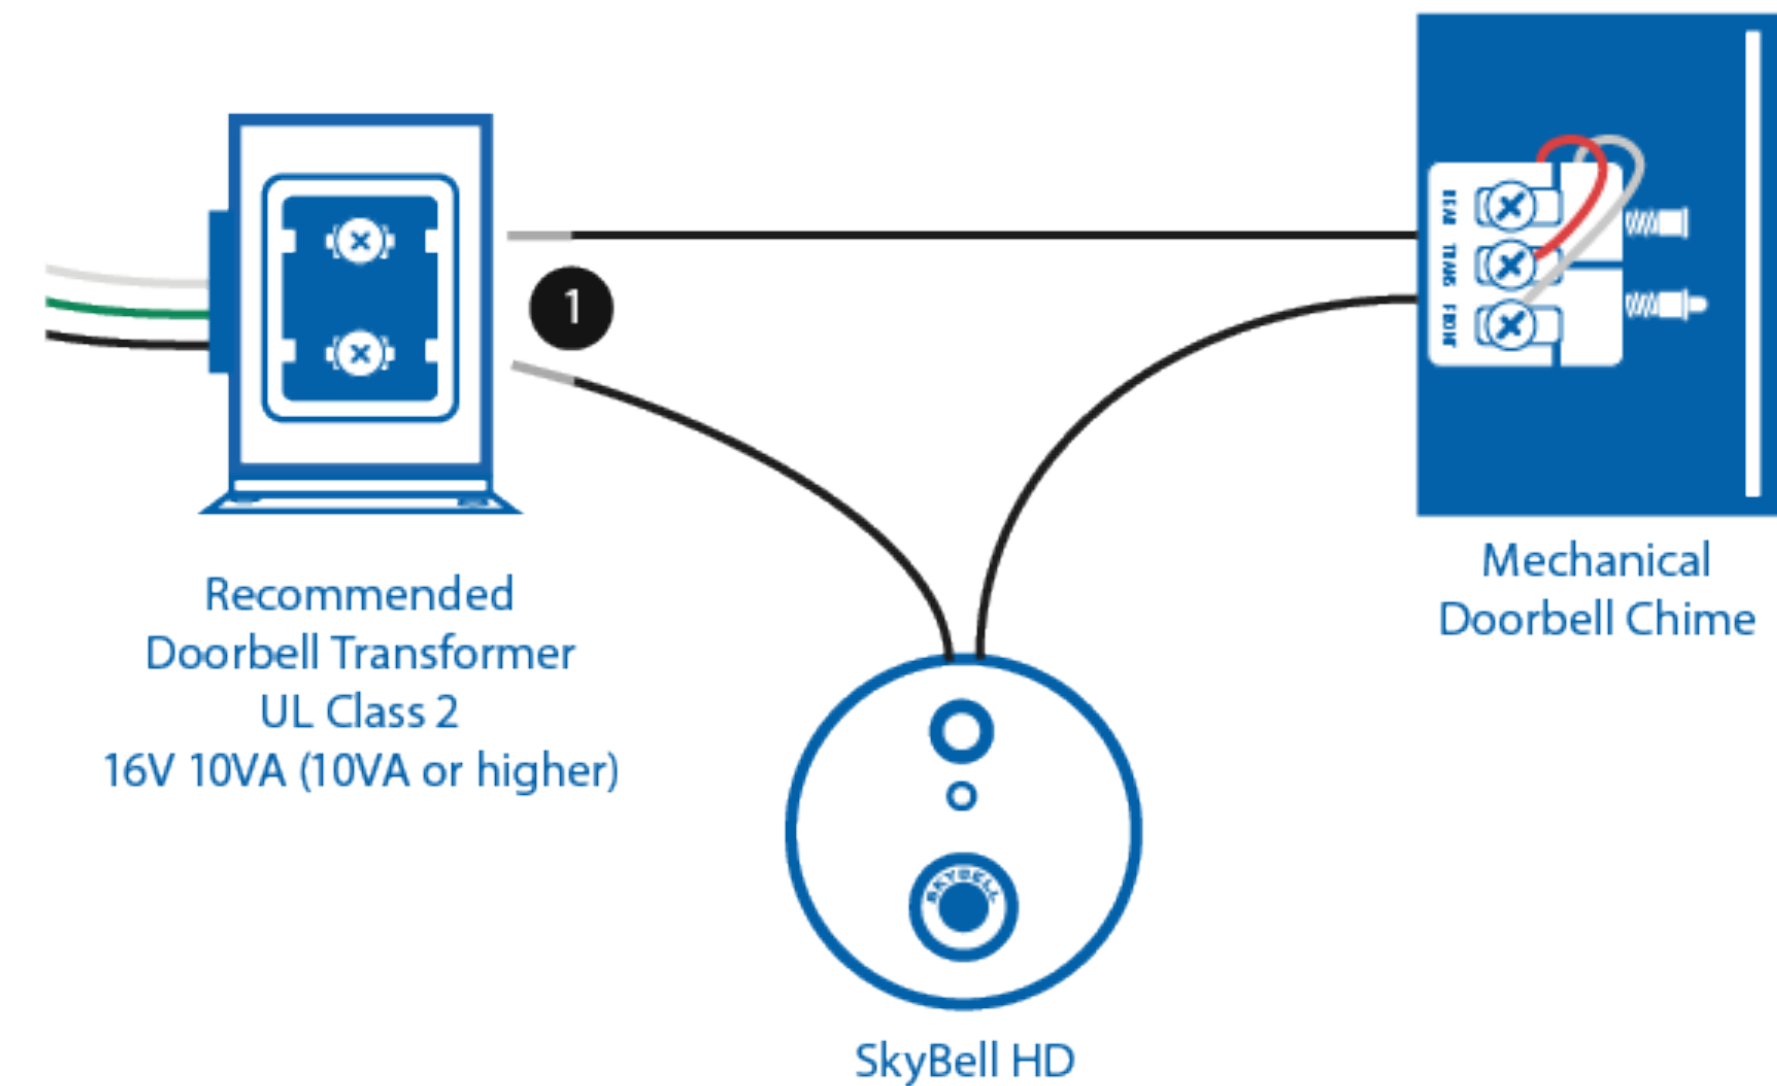 1
REAR
TRANS
FRONT
Recommended
Doorbell Transformer
UL Class 2
16V 10VA (10VA or higher)
Mechanical
Doorbell Chime
SKYBELL
SkyBell HD